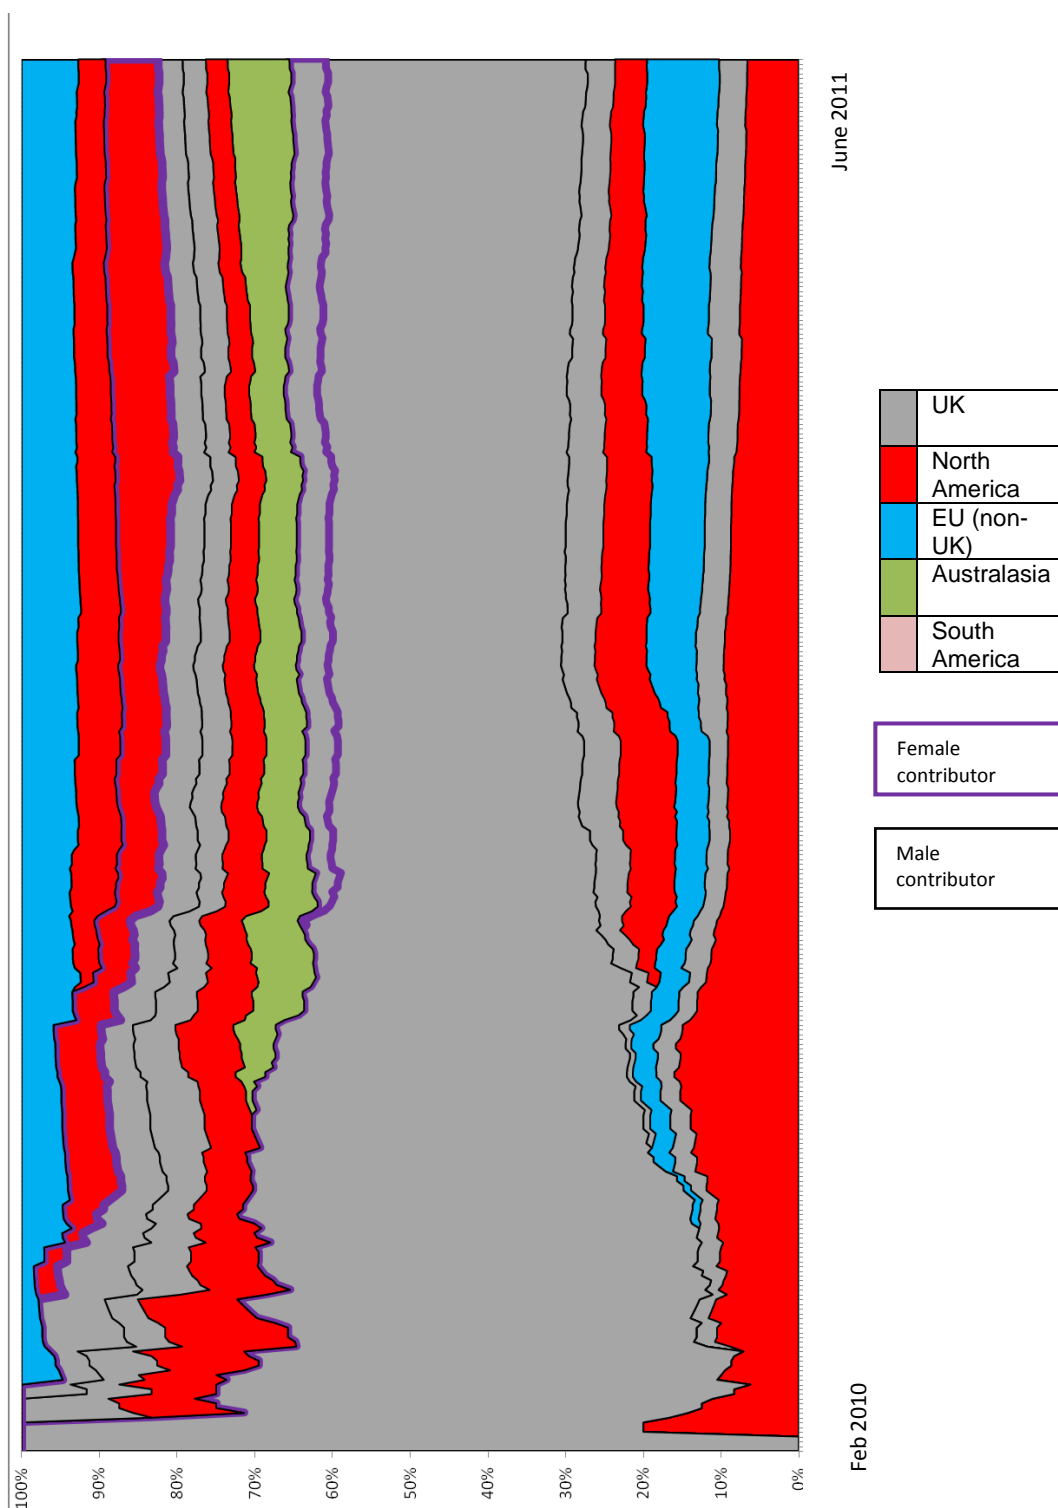 June 2011
Feb 2010
UK
North
America
EU (non-
UK)
Australasia
South
America
Female
contributor
Male
contributor
100%
90%
80%
70%
60%
50%
40%
30%
20%
10%
0%